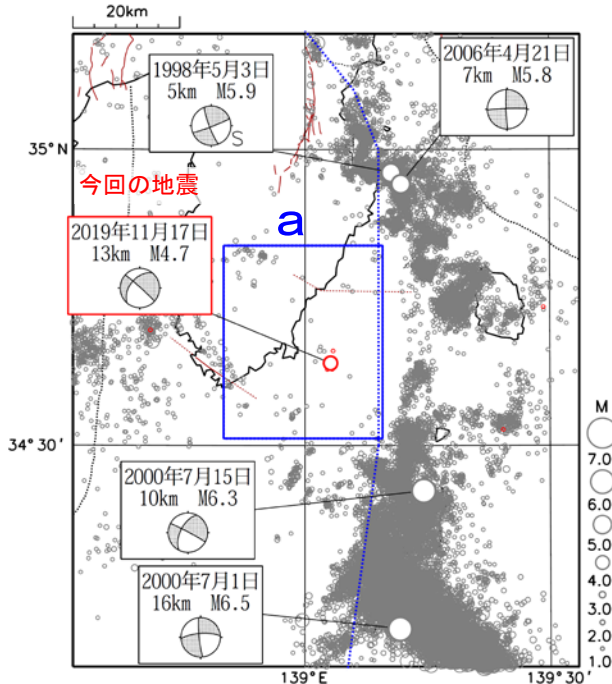 20km
2006年4月21日
7km M5.8
1998年5月3日
5km M5.9
S
35°N
今回の地震
a
2019年11月17日
13km M4.7
34°30′
M
7.0
6.0
5.0
4.0
3.0
2.0
1.0
2000年7月15日
10km M6.3
2000年7月1日
16km M6.5
139°E
139°30′